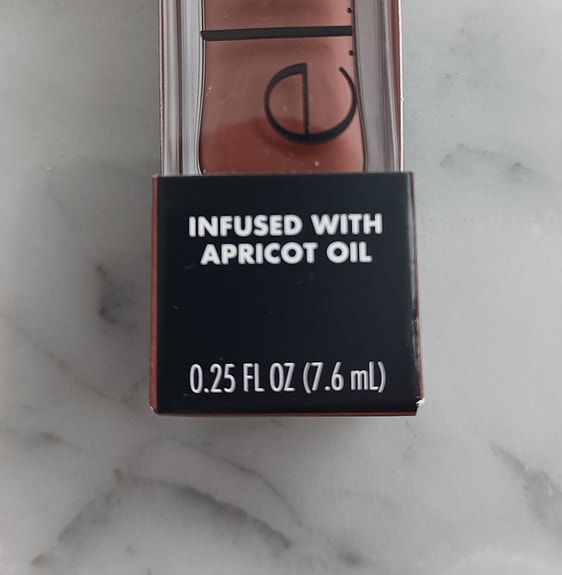 e.l.
INFUSED WITH
APRICOT OIL
0.25 FL OZ (7.6 mL)